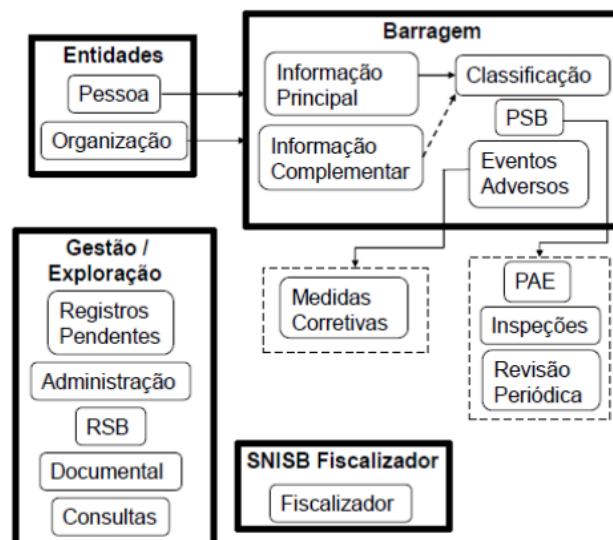 Entidades
Pessoa
Organização
Barragem
Informação
Principal
Classificação
Informação
Complementar
PSB
Eventos
Adversos
Medidas
Corretivas
PAE
Inspeções
Revisão
Periódica
Gestão /
Exploração
Registros
Pendentes
Administração
RSB
Documental
Consultas
SNISB Fiscalizador
Fiscalizador